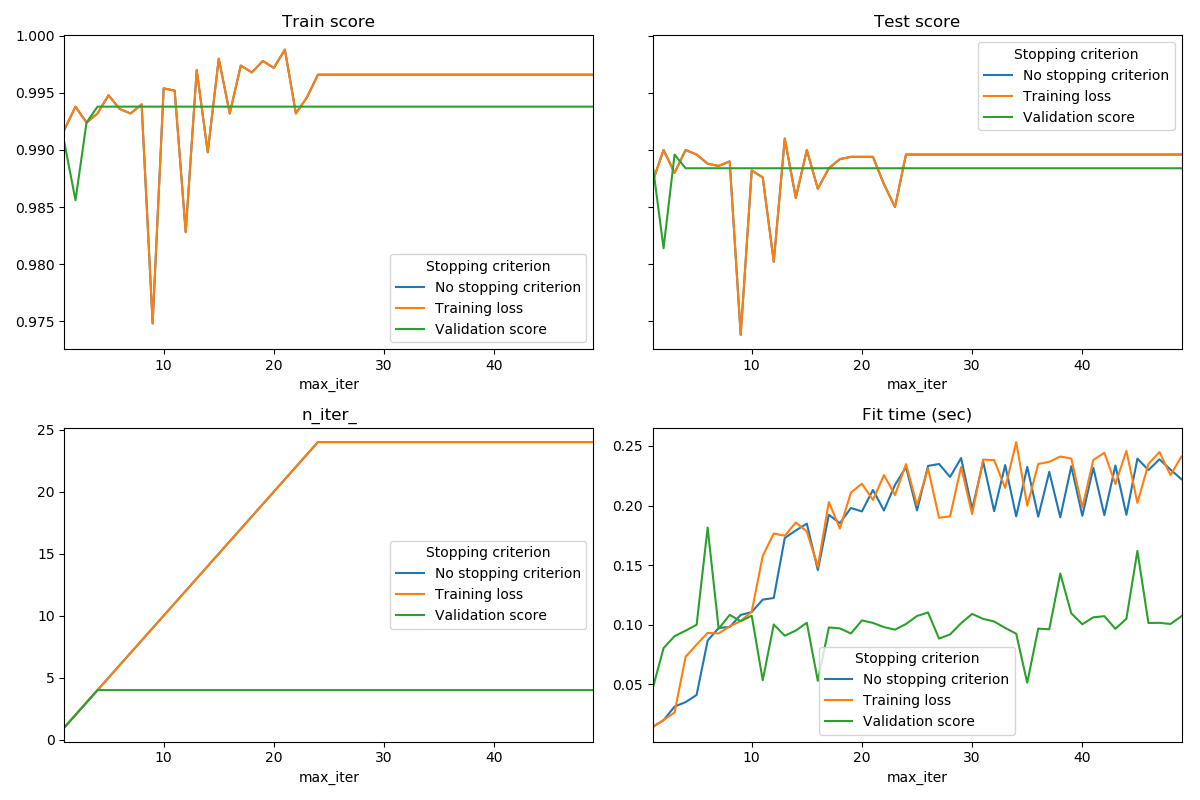 Train score
1.000
0.995
0.990
0.985
0.980
0.975
Stopping criterion
No stopping criterion
Training loss
Validation score
10 20 30 40
max_iter
Test score
Stopping criterion
No stopping criterion
Training loss
Validation score
10 20 30 40
max_iter
n_iter_
25
20
15
10
5
0
Stopping criterion
No stopping criterion
Training loss
Validation score
10 20 30 40
max_iter
Fit time (sec)
0.25
0.20
0.15
0.10
0.05
Stopping criterion
No stopping criterion
Training loss
Validation score
10 20 30 40
max_iter